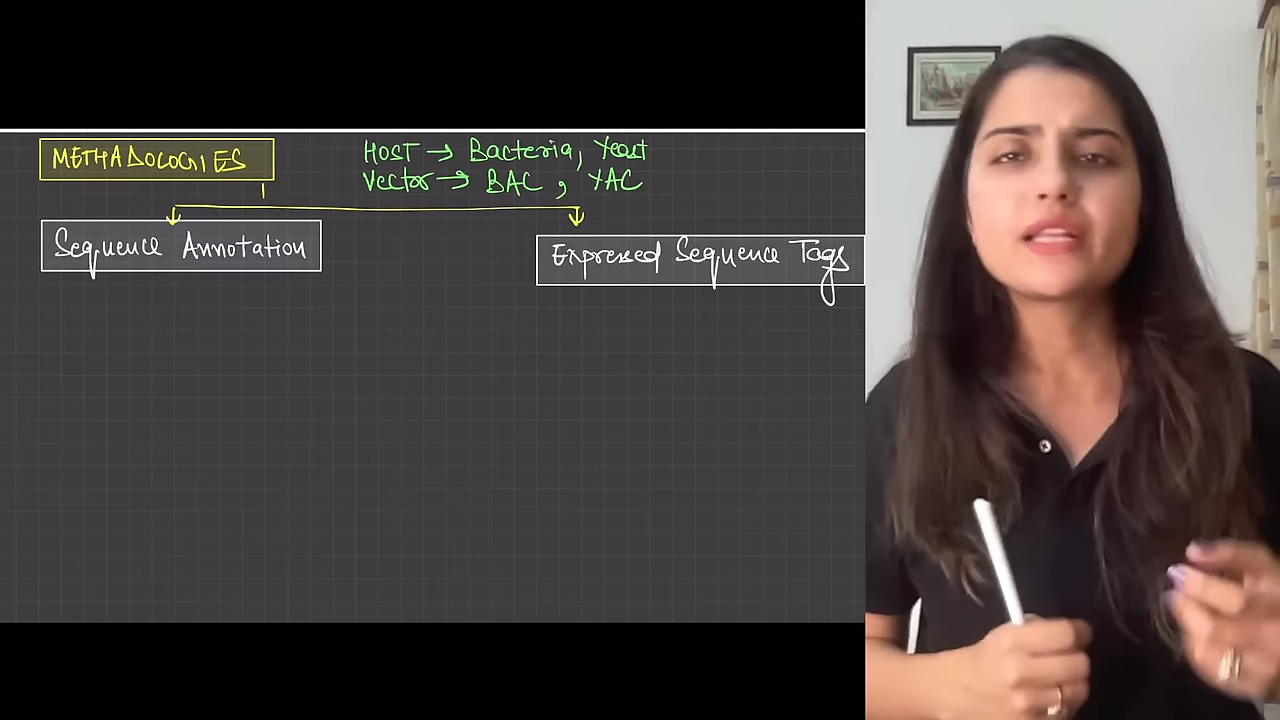 METHADOLOGIES
HOST → Bacteria, Yeast
Vector → BAC, YAC
Sequence Annotation
Expressed Sequence Tags